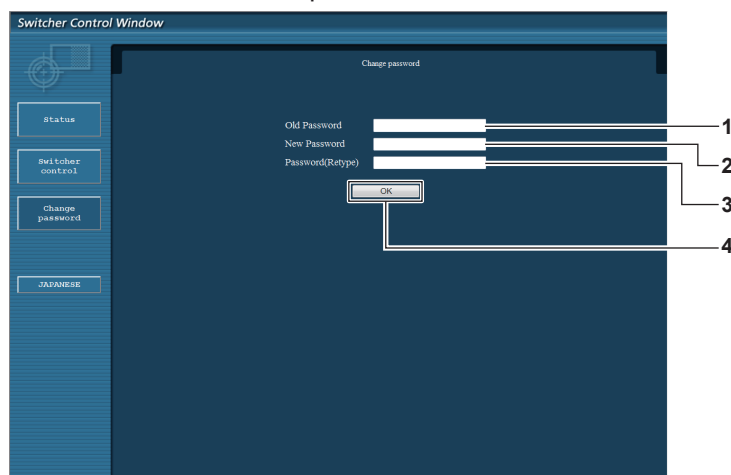 Switcher Control Window
Change password
Status
Switcher
control
Change
password
JAPANESE
Old Password
New Password
Password(Retype)
OK
1
2
3
4